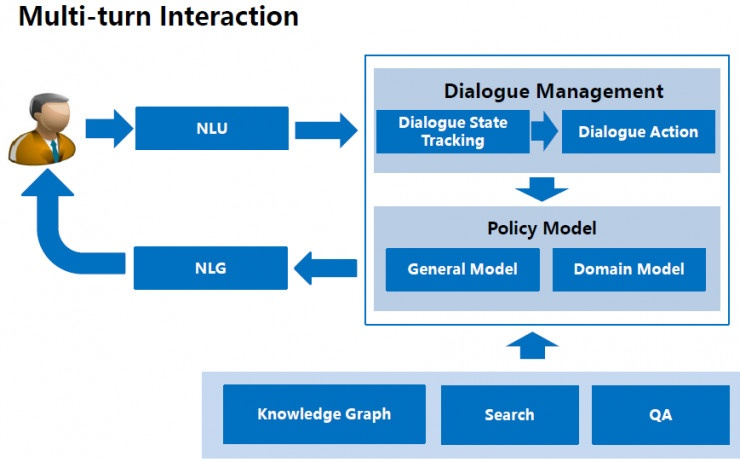 Multi-turn Interaction
NLU
Dialogue Management
Dialogue State
Tracking
Dialogue Action
Policy Model
General Model
Domain Model
NLG
Knowledge Graph
Search
QA